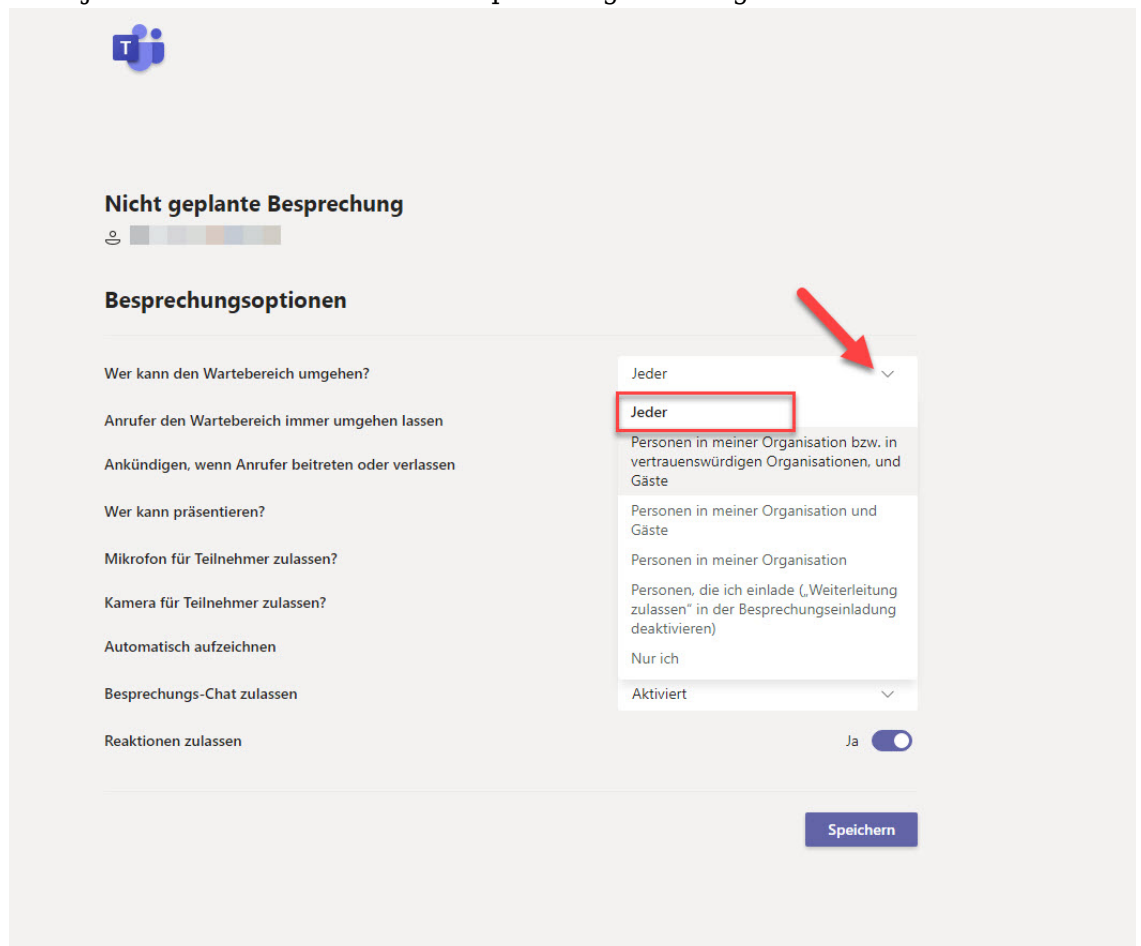 T
Nicht geplante Besprechung
Besprechungsoptionen
Wer kann den Wartebereich umgehen?
Jeder
Anrufer den Wartebereich immer umgehen lassen
Jeder
Ankündigen, wenn Anrufer beitreten oder verlassen
Personen in meiner Organisation bzw. in
vertrauenswürdigen Organisationen, und
Gäste
Wer kann präsentieren?
Personen in meiner Organisation und
Gäste
Mikrofon für Teilnehmer zulassen?
Personen in meiner Organisation
Kamera für Teilnehmer zulassen?
Personen, die ich einlade („Weiterleitung
zulassen“ in der Besprechungseinladung
deaktivieren)
Automatisch aufzeichnen
Nur ich
Besprechungs-Chat zulassen
Aktiviert
Reaktionen zulassen
Ja
Speichern